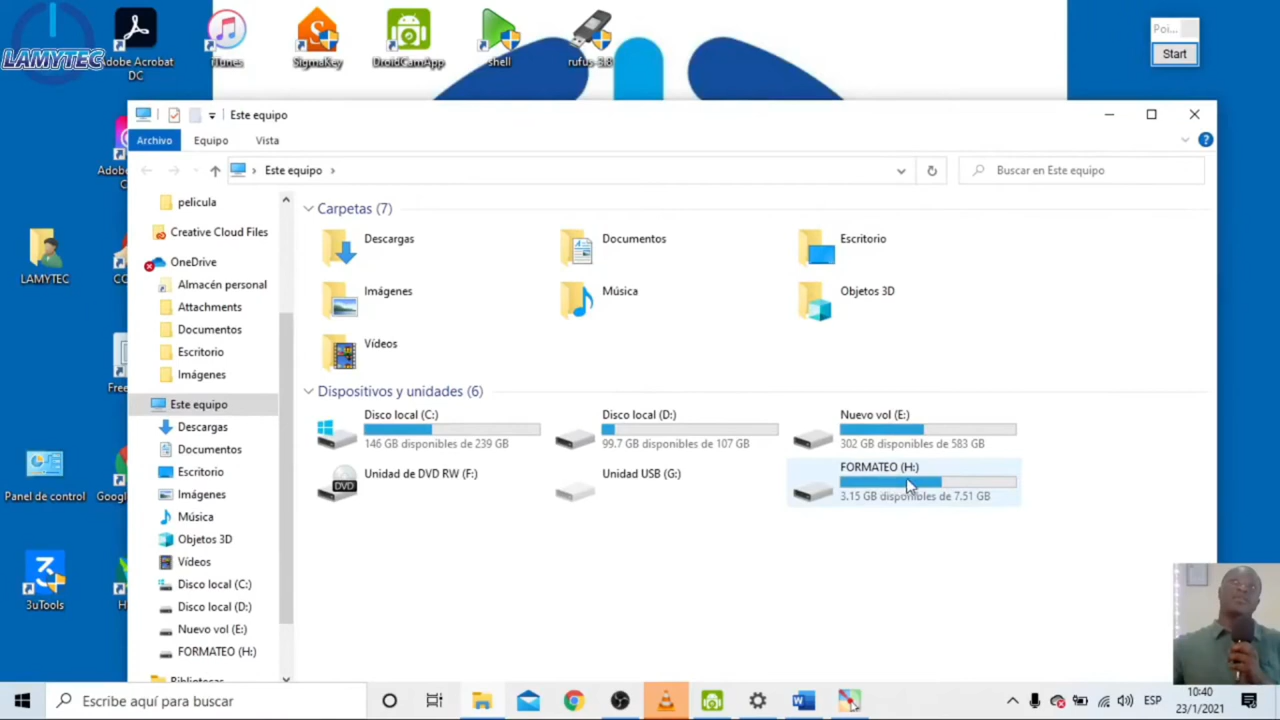 LAMYTEC
Adobe Acrobat
DC
iTunes
SigmaKey
DroidCamApp
shell
rufus-3.8
Poi...
Start
Este equipo
Archivo
Equipo
Vista
Este equipo
Buscar en Este equipo
película
Creative Cloud Files
OneDrive
Almacén personal
Attachments
Documentos
Escritorio
Imágenes
Este equipo
Descargas
Documentos
Escritorio
Imágenes
Música
Objetos 3D
Vídeos
Disco local (C:)
Disco local (D:)
Nuevo vol (E:)
FORMATEO (H:)
Bibliotecas
Carpetas (7)
Descargas
Documentos
Escritorio
Imágenes
Música
Objetos 3D
Vídeos
Dispositivos y unidades (6)
Disco local (C:)
146 GB disponibles de 239 GB
Disco local (D:)
99.7 GB disponibles de 107 GB
Nuevo vol (E:)
302 GB disponibles de 583 GB
Unidad de DVD RW (F:)
DVD
Unidad USB (G:)
FORMATEO (H:)
3.15 GB disponibles de 7.51 GB
LAMYTEC
Panel de control
3uTools
Adob
C
CO
Free
Goog
H
Escribe aquí para buscar
ESP
10:40
23/1/2021